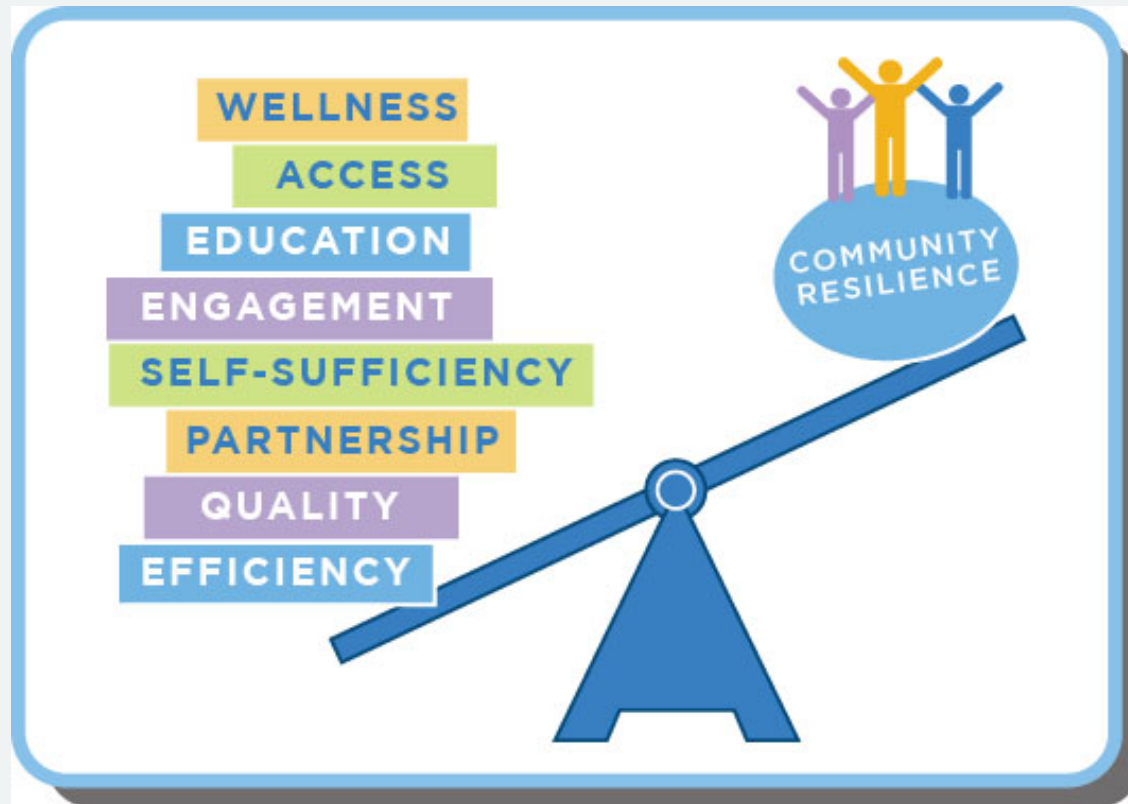 WELLNESS
ACCESS
EDUCATION
ENGAGEMENT
SELF-SUFFICIENCY
PARTNERSHIP
QUALITY
EFFICIENCY
COMMUNITY
RESILIENCE